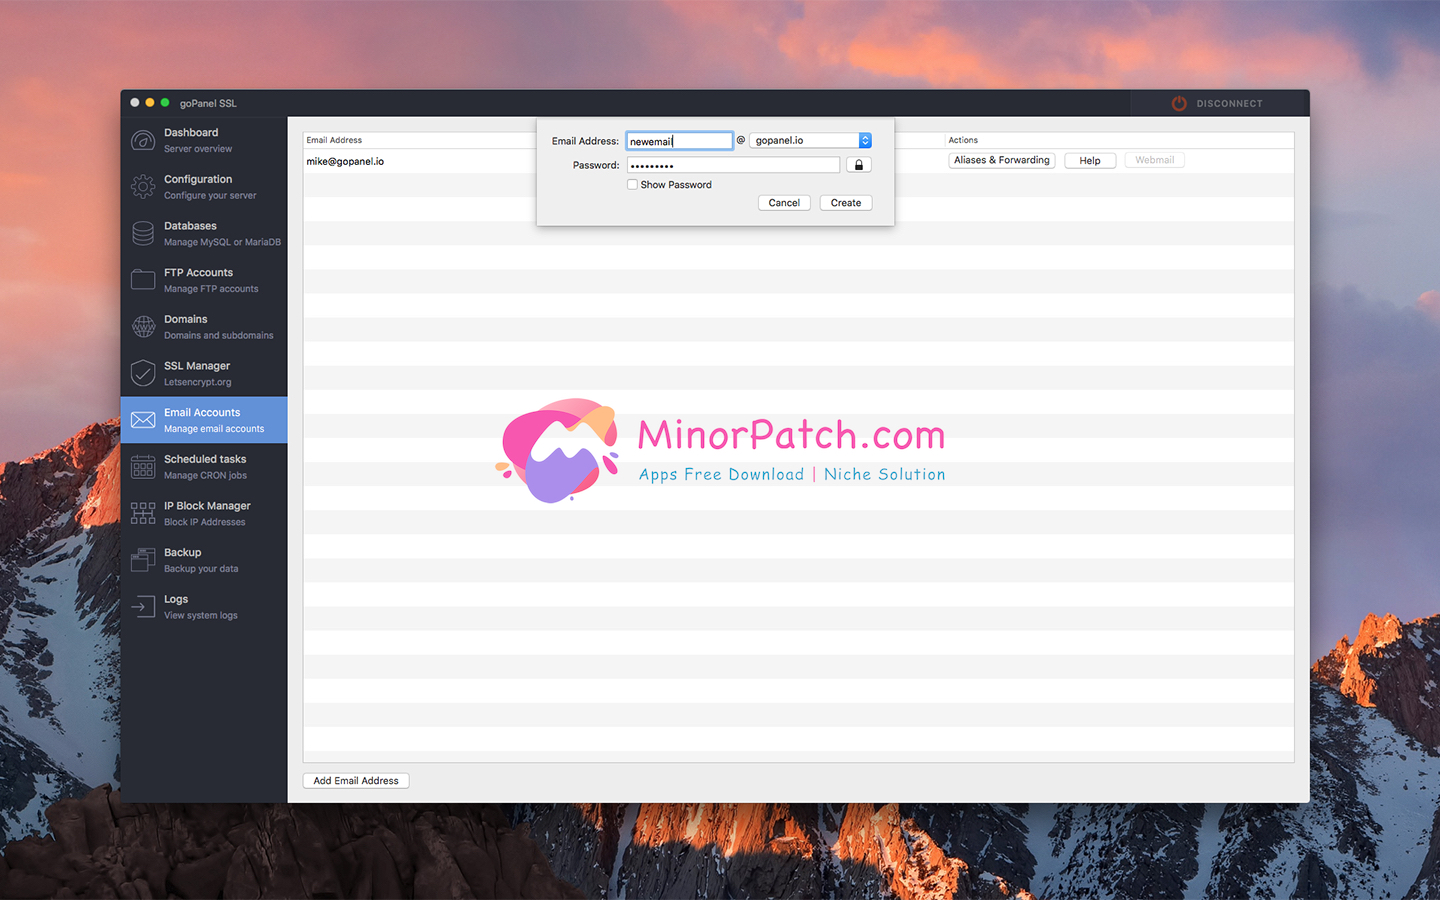 goPanel SSL
DISCONNECT
Dashboard
Server overview
Configuration
Configure your server
Databases
Manage MySQL or MariaDB
FTP Accounts
Manage FTP accounts
Domains
Domains and subdomains
SSL Manager
Letsencrypt.org
Email Accounts
Manage email accounts
Scheduled tasks
Manage CRON jobs
IP Block Manager
Block IP Addresses
Backup
Backup your data
Logs
View system logs
Email Address
Actions
mike@gopanel.io
Aliases & Forwarding
Help
Webmail
Email Address: newemail @ gopanel.io
Password: •••••••••
Show Password
Cancel
Create
MinorPatch.com
Apps Free Download | Niche Solution
Add Email Address